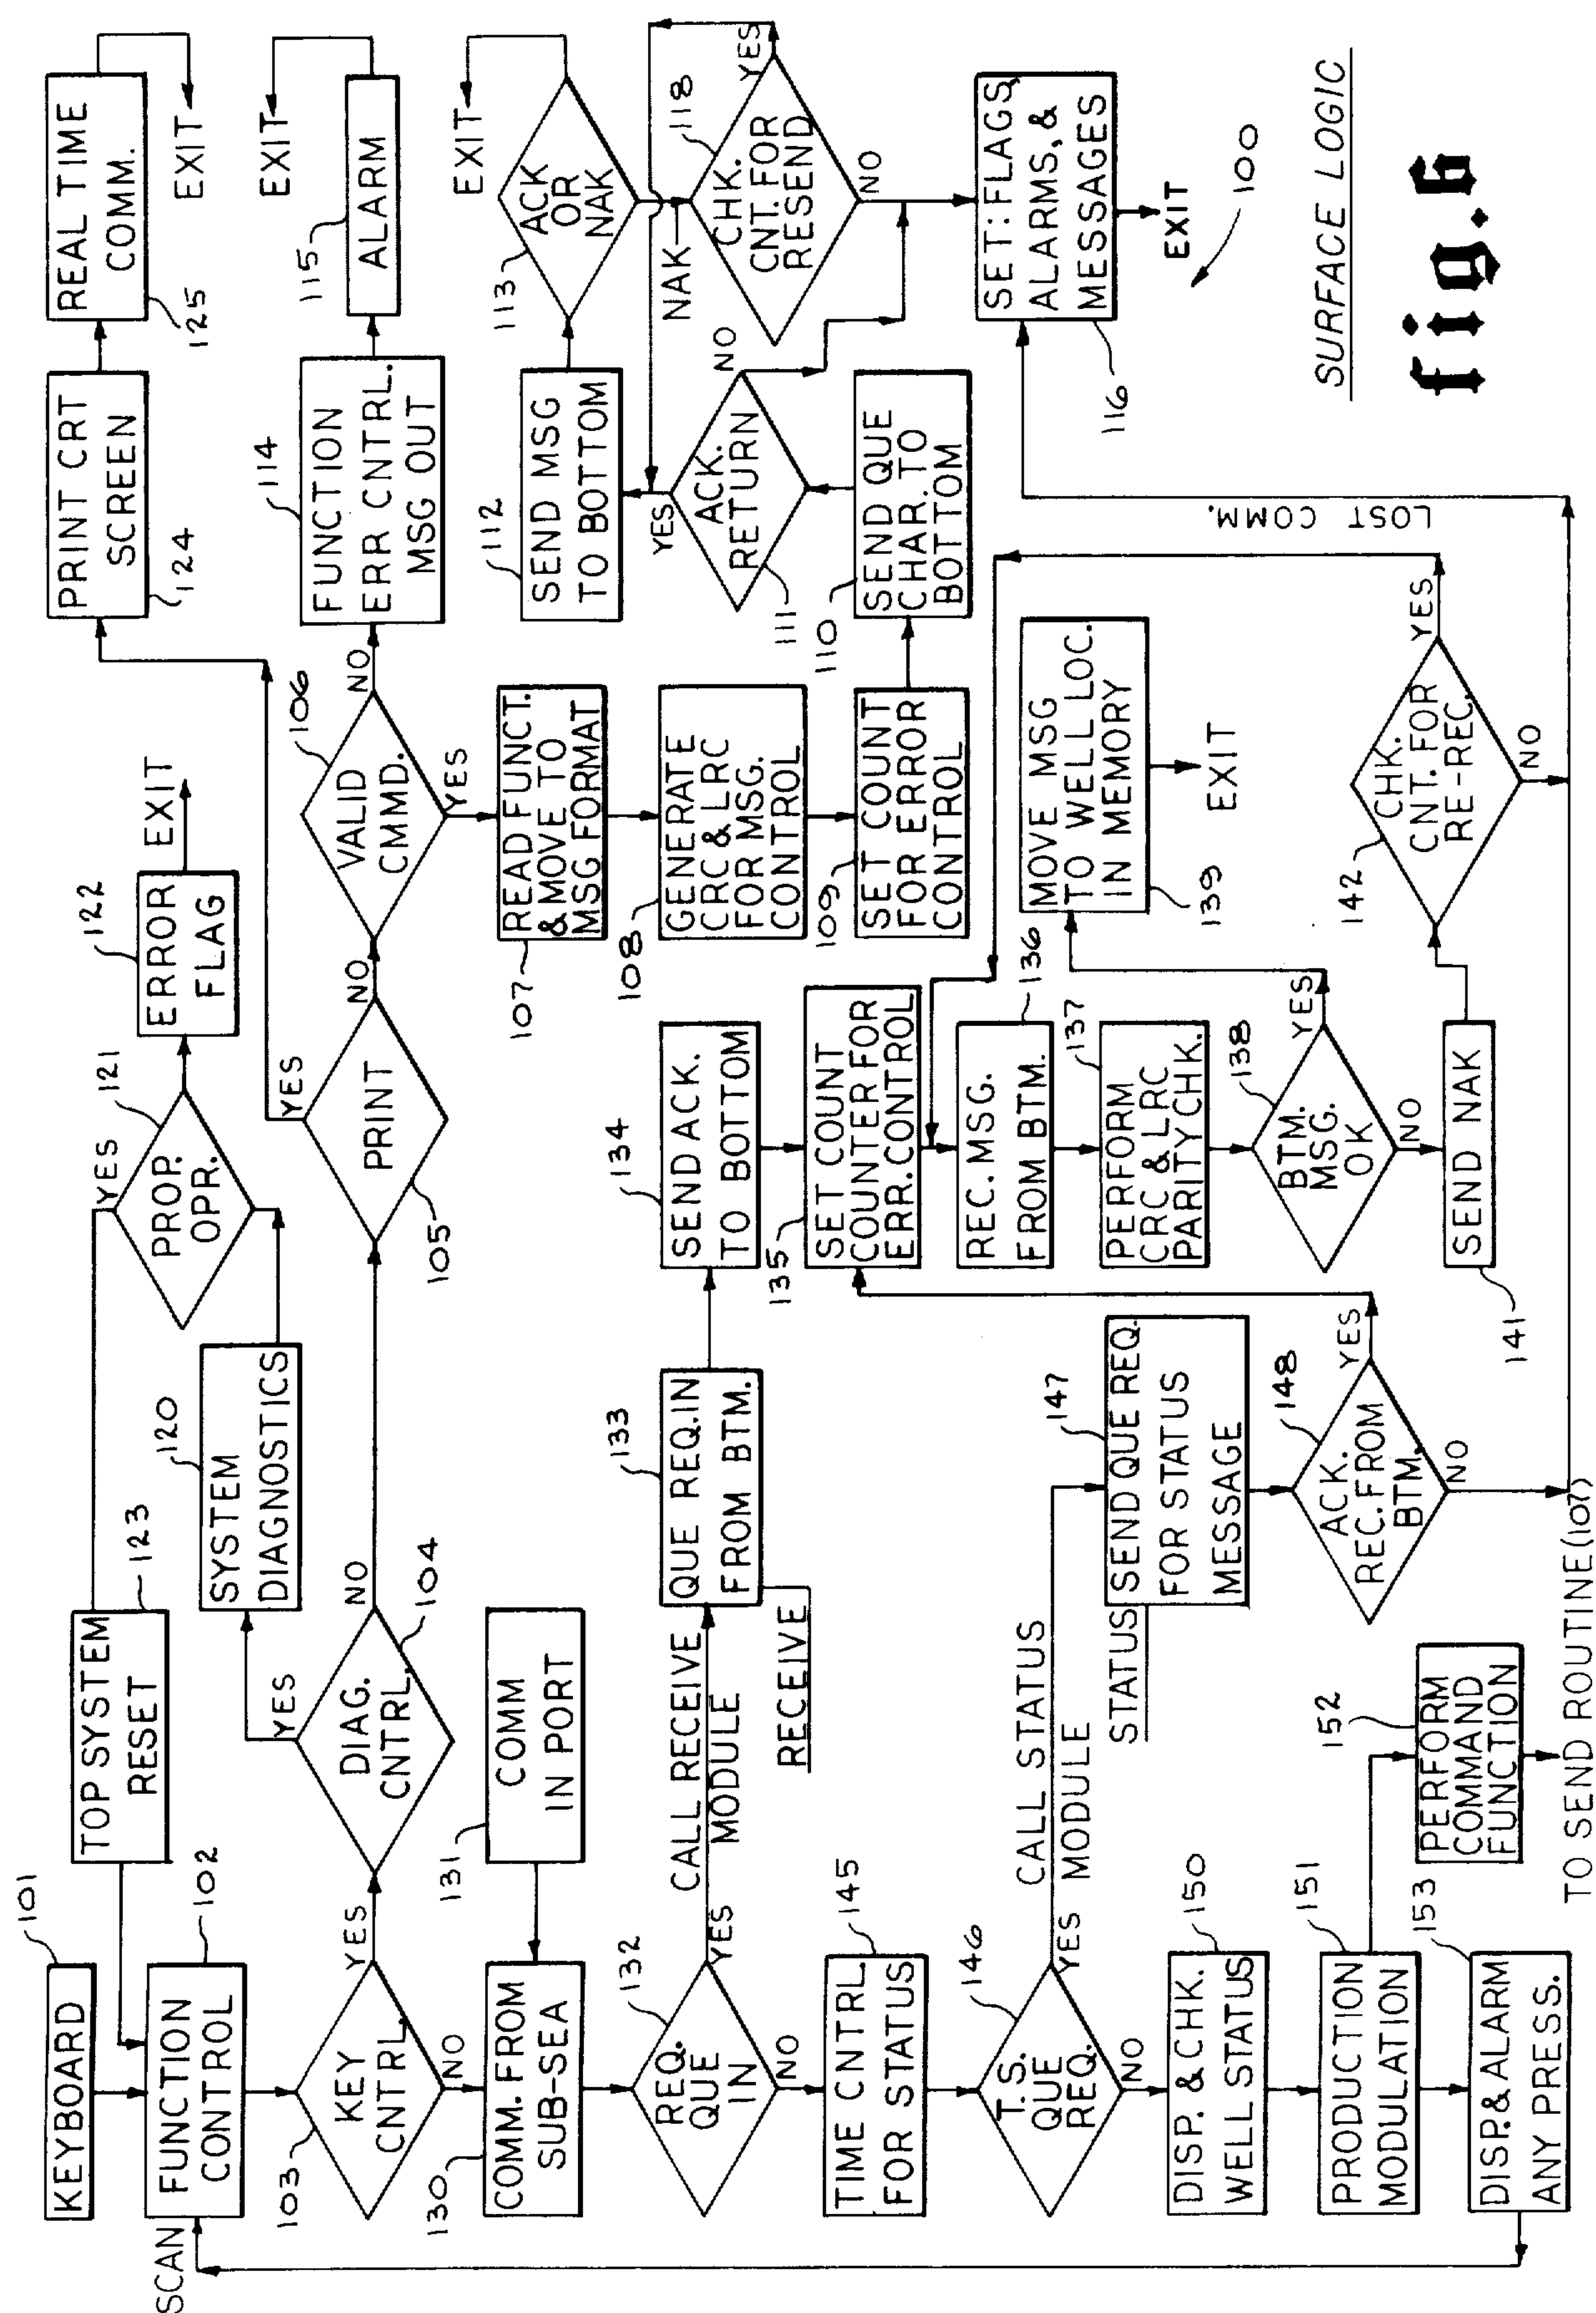 101
KEYBOARD
SCAN
102
FUNCTION
CONTROL
TOP SYSTEM
RESET
123
103
KEY
CNTRL.
YES
NO
DIAG.
CNTRL.
104
YES
NO
120
SYSTEM
DIAGNOSTICS
121
PROP.
OPR.
YES
122
ERROR
FLAG
EXIT
PRINT
105
YES
NO
PRINT CRT
SCREEN
124
REAL TIME
COMM.
125
EXIT
106
VALID
CMMD.
NO
YES
114
FUNCTION
ERR CNTRL.
MSG OUT
115
ALARM
EXIT
107
READ FUNCT.
& MOVE TO
MSG FORMAT
108
GENERATE
CRC & LRC
FOR MSG.
CONTROL
109
SET COUNT
FOR ERROR
CONTROL
110
SEND QUE
CHAR. TO
BOTTOM
111
ACK.
RETURN
YES
NO
112
SEND MSG
TO BOTTOM
113
ACK
OR
NAK
EXIT
NAK
118
CHK.
CNT. FOR
RESEND
YES
NO
SET::FLAGS,
ALARMS, &
MESSAGES
116
EXIT
100
130
COMM. FROM
SUB-SEA
131
COMM
IN PORT
132
REQ.
QUE
IN
YES
NO
CALL RECEIVE
MODULE
133
QUE REQ. IN
FROM BTM.
RECEIVE
134
SEND ACK.
TO BOTTOM
135
SET COUNT
COUNTER FOR
ERR. CONTROL
136
REC. MSG.
FROM BTM.
137
PERFORM
CRC & LRC
PARITY CHK.
138
BTM.
MSG.
OK
YES
NO
MOVE MSG
TO WELL LOC.
IN MEMORY
139
EXIT
SEND NAK
141
142
CHK.
CNT. FOR
RE-REC.
YES
NO
LOST COMM.
145
TIME CNTRL.
FOR STATUS
146
T.S.
QUE
REQ.
YES
NO
CALL STATUS
MODULE
STATUS
147
SEND QUE REQ.
FOR STATUS
MESSAGE
148
ACK.
REC. FROM
BTM.
YES
NO
150
DISP. & CHK.
WELL STATUS
151
PRODUCTION
MODULATION
152
PERFORM
COMMAND
FUNCTION
TO SEND ROUTINE (107)
153
DISP. & ALARM
ANY PRESS.
SURFACE LOGIC
fig. 6